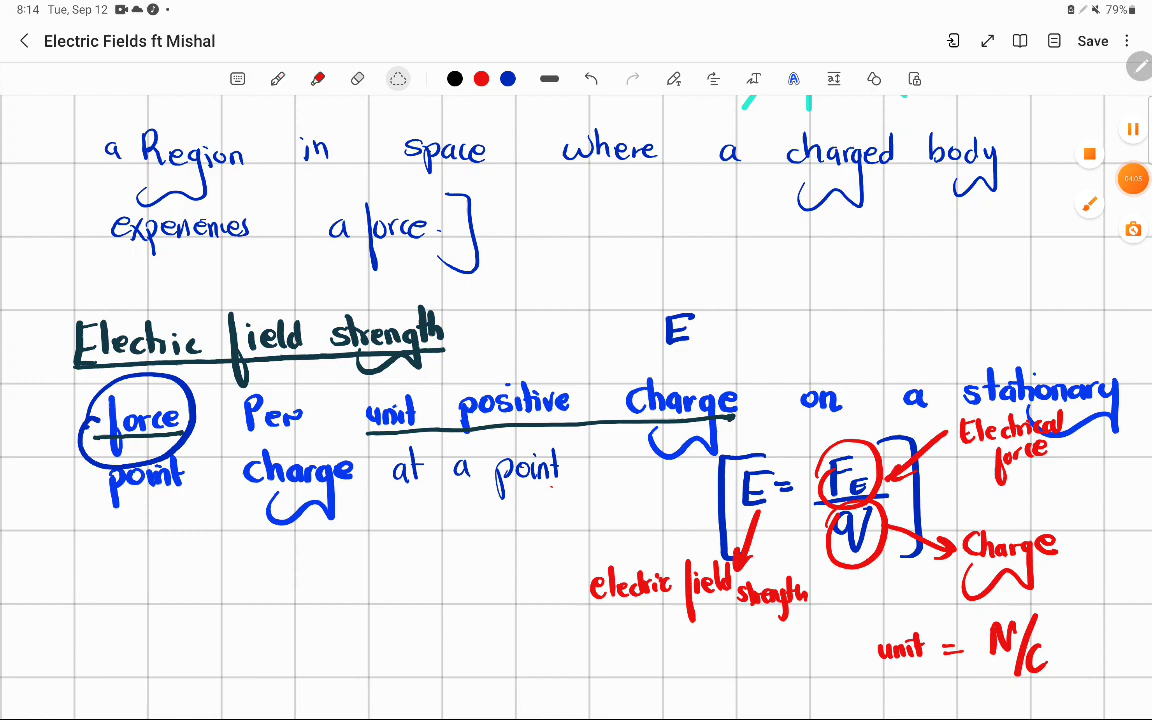 8:14 Tue, Sep 12
79%
Electric Fields ft Mishal
Save
a Region in space where a charged body
experiences a force.
04:05
Electric field strength
E
force per unit positive charge on a stationary
point charge at a point
E = FE / q
Electrical
force
Charge
electric field strength
unit = N/C